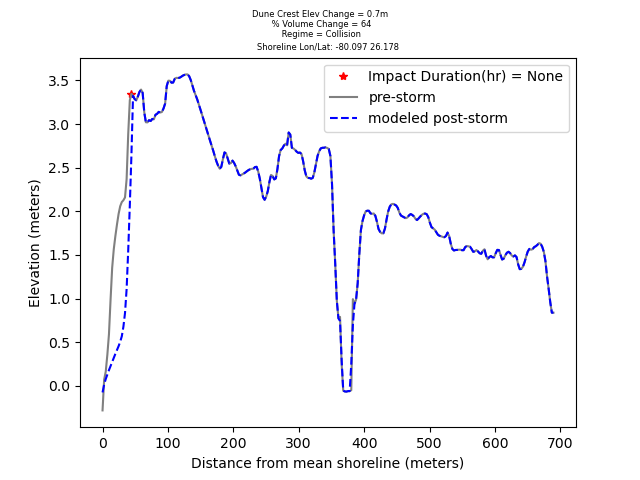 Dune Crest Elev Change = 0.7m
% Volume Change = 64
Regime = Collision
Shoreline Lon/Lat: -80.097 26.178
Impact Duration(hr) = None
pre-storm
modeled post-storm
Elevation (meters)
3.5
3.0
2.5
2.0
1.5
1.0
0.5
0.0
0 100 200 300 400 500 600 700
Distance from mean shoreline (meters)